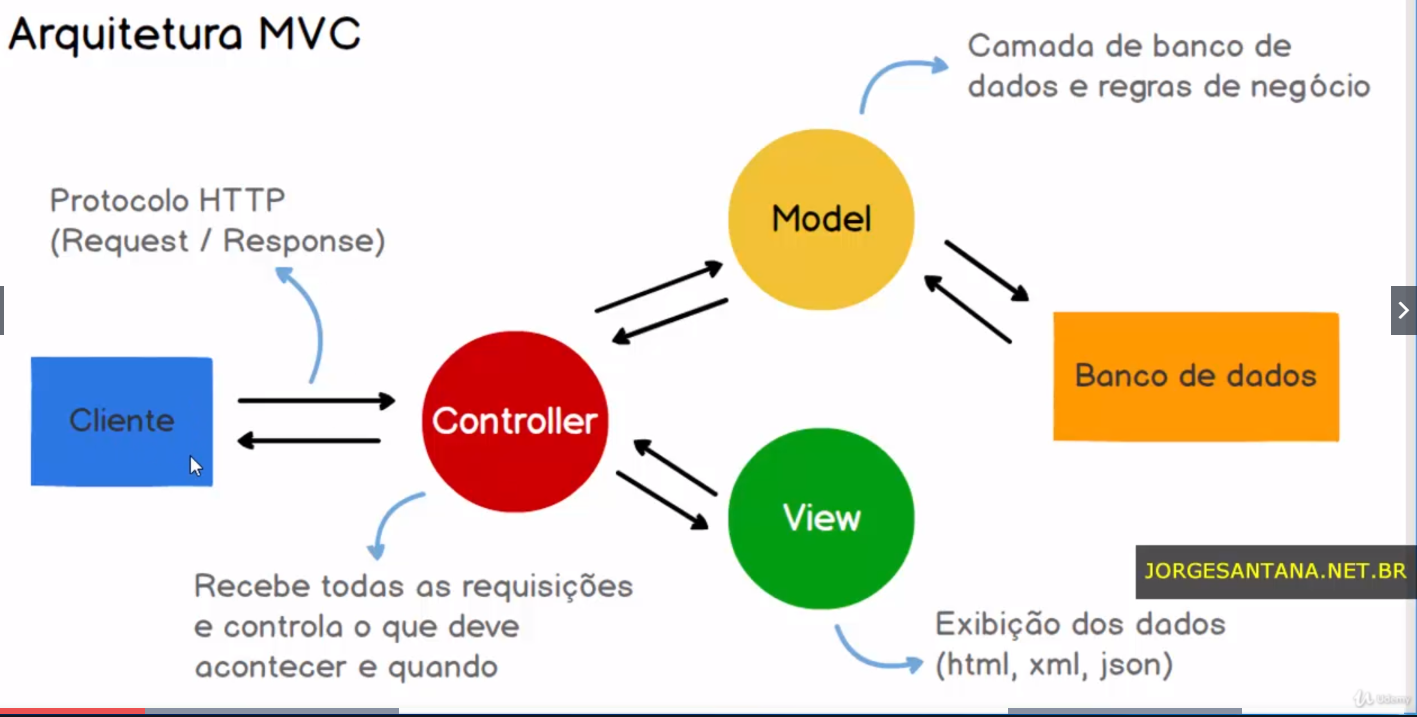 Arquitetura MVC
Camada de banco de
dados e regras de negócio
Protocolo HTTP
(Request / Response)
Model
Cliente
Controller
Banco de dados
View
JORGESANTANA.NET.BR
Recebe todas as requisições
e controla o que deve
acontecer e quando
Exibição dos dados
(html, xml, json)
Udemy